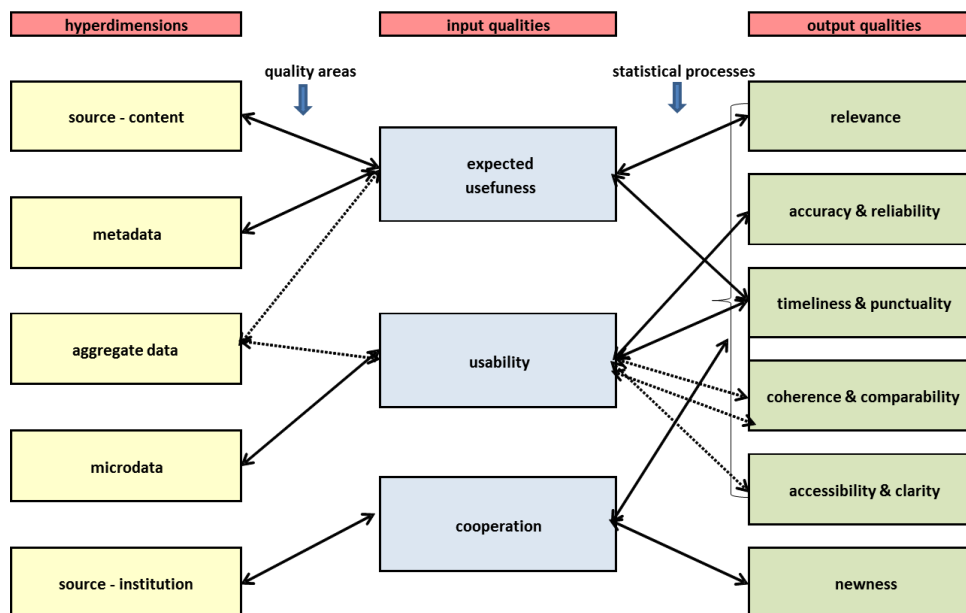 hyperdimensions
input qualities
output qualities
quality areas
statistical processes
source - content
metadata
aggregate data
microdata
source - institution
expected
usefuness
usability
cooperation
relevance
accuracy & reliability
timeliness & punctuality
coherence & comparability
accessibility & clarity
newness